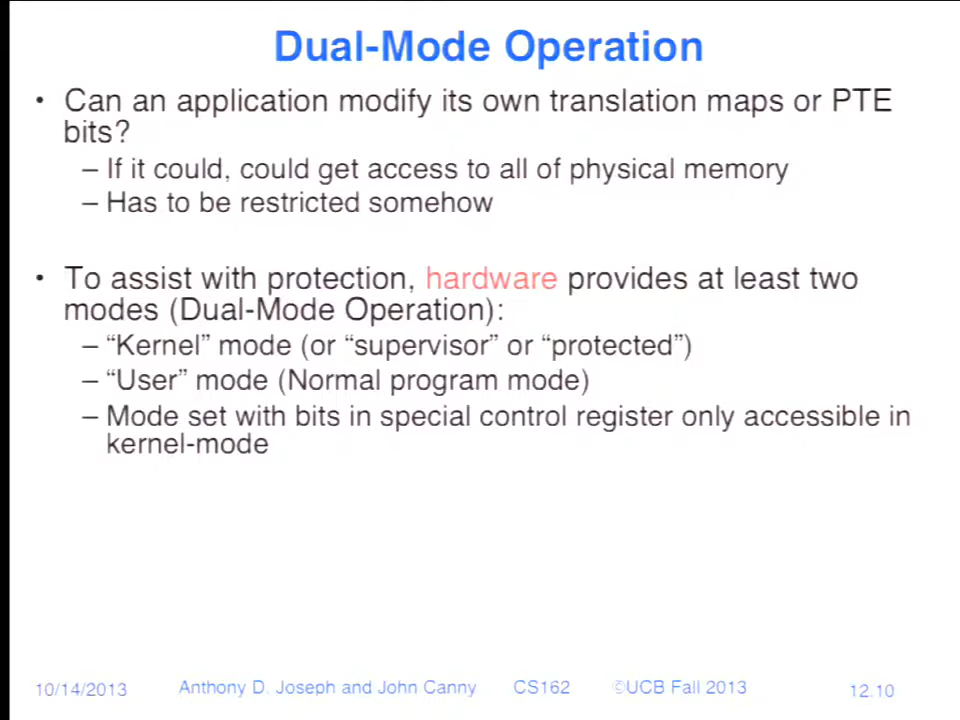 Dual-Mode Operation
• Can an application modify its own translation maps or PTE
bits?
– If it could, could get access to all of physical memory
– Has to be restricted somehow
• To assist with protection, hardware provides at least two
modes (Dual-Mode Operation):
– “Kernel” mode (or “supervisor” or “protected”)
– “User” mode (Normal program mode)
– Mode set with bits in special control register only accessible in
kernel-mode
10/14/2013 Anthony D. Joseph and John Canny CS162 ©UCB Fall 2013 12.10